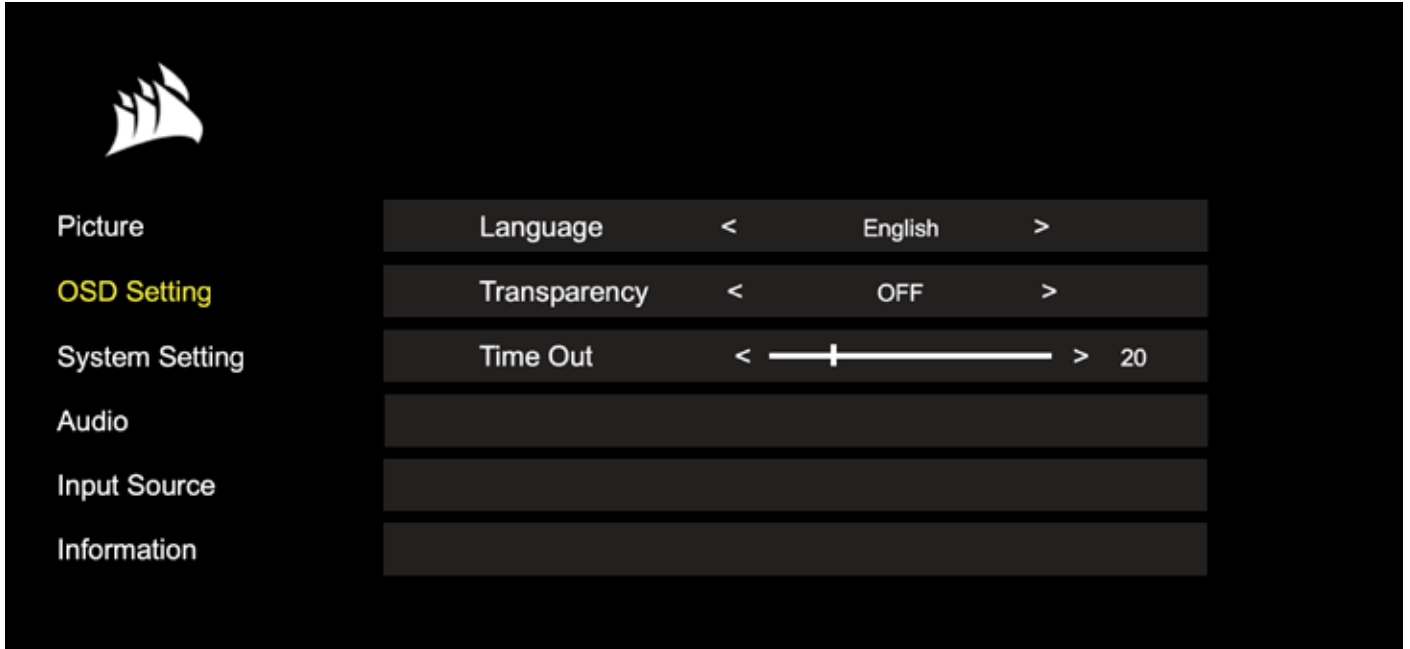 Picture Language < English >
OSD Setting Transparency < OFF >
System Setting Time Out < > 20
Audio
Input Source
Information